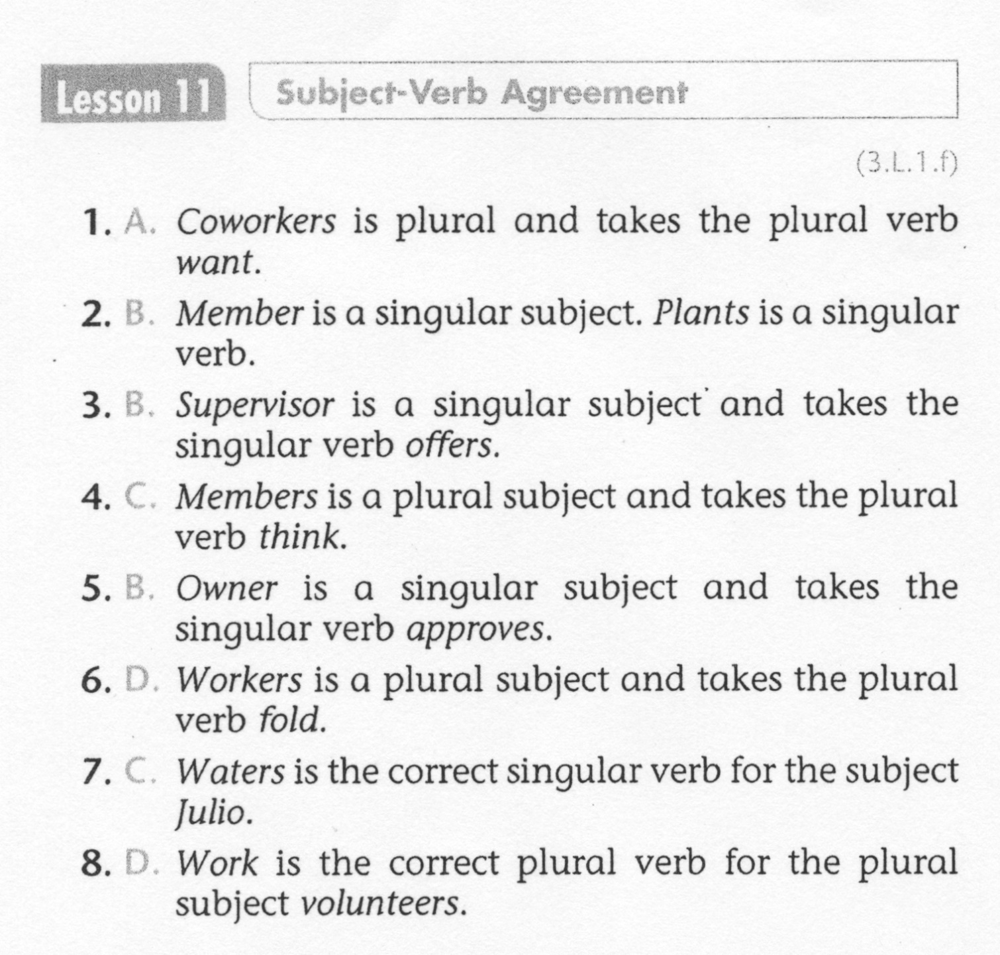 Lesson 11 Subject-Verb Agreement
(3.L.1.f)
1. A. Coworkers is plural and takes the plural verb
want.
2. B. Member is a singular subject. Plants is a singular
verb.
3. B. Supervisor is a singular subject and takes the
singular verb offers.
4. C. Members is a plural subject and takes the plural
verb think.
5. B. Owner is a singular subject and takes the
singular verb approves.
6. D. Workers is a plural subject and takes the plural
verb fold.
7. C. Waters is the correct singular verb for the subject
Julio.
8. D. Work is the correct plural verb for the plural
subject volunteers.